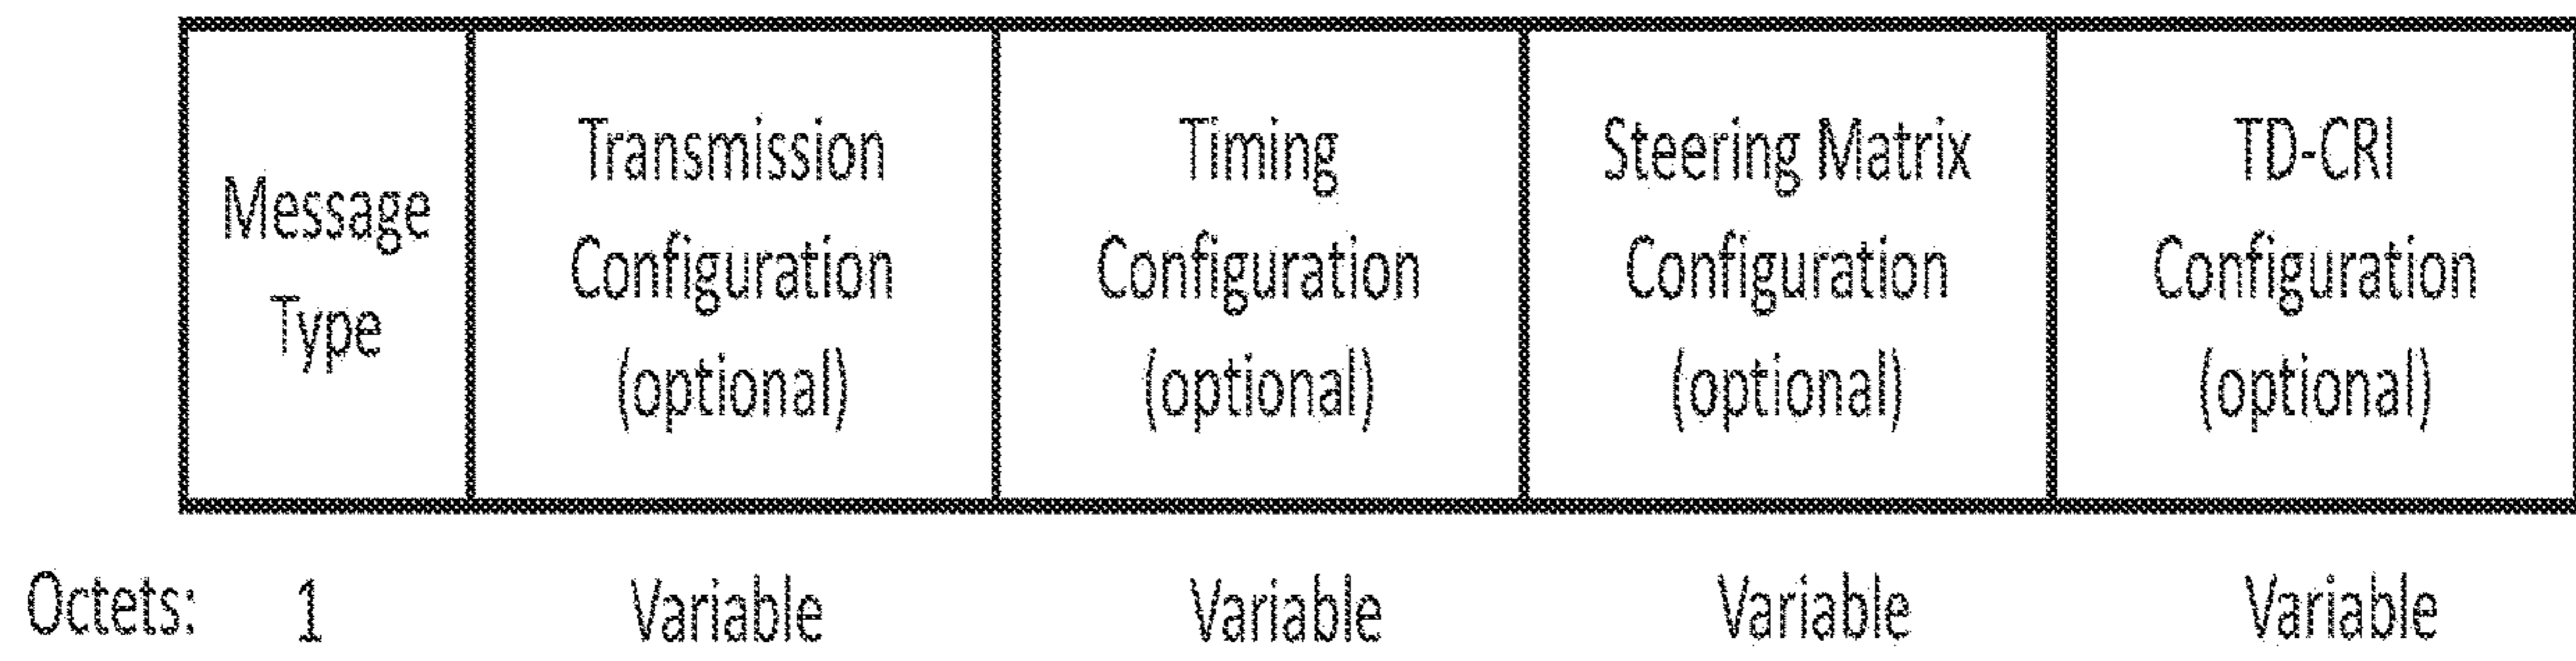 Message
Type
Transmission
Configuration
(optional)
Timing
Configuration
(optional)
Steering Matrix
Configuration
(optional)
TD-CRI
Configuration
(optional)
Octets: 1 Variable Variable Variable Variable